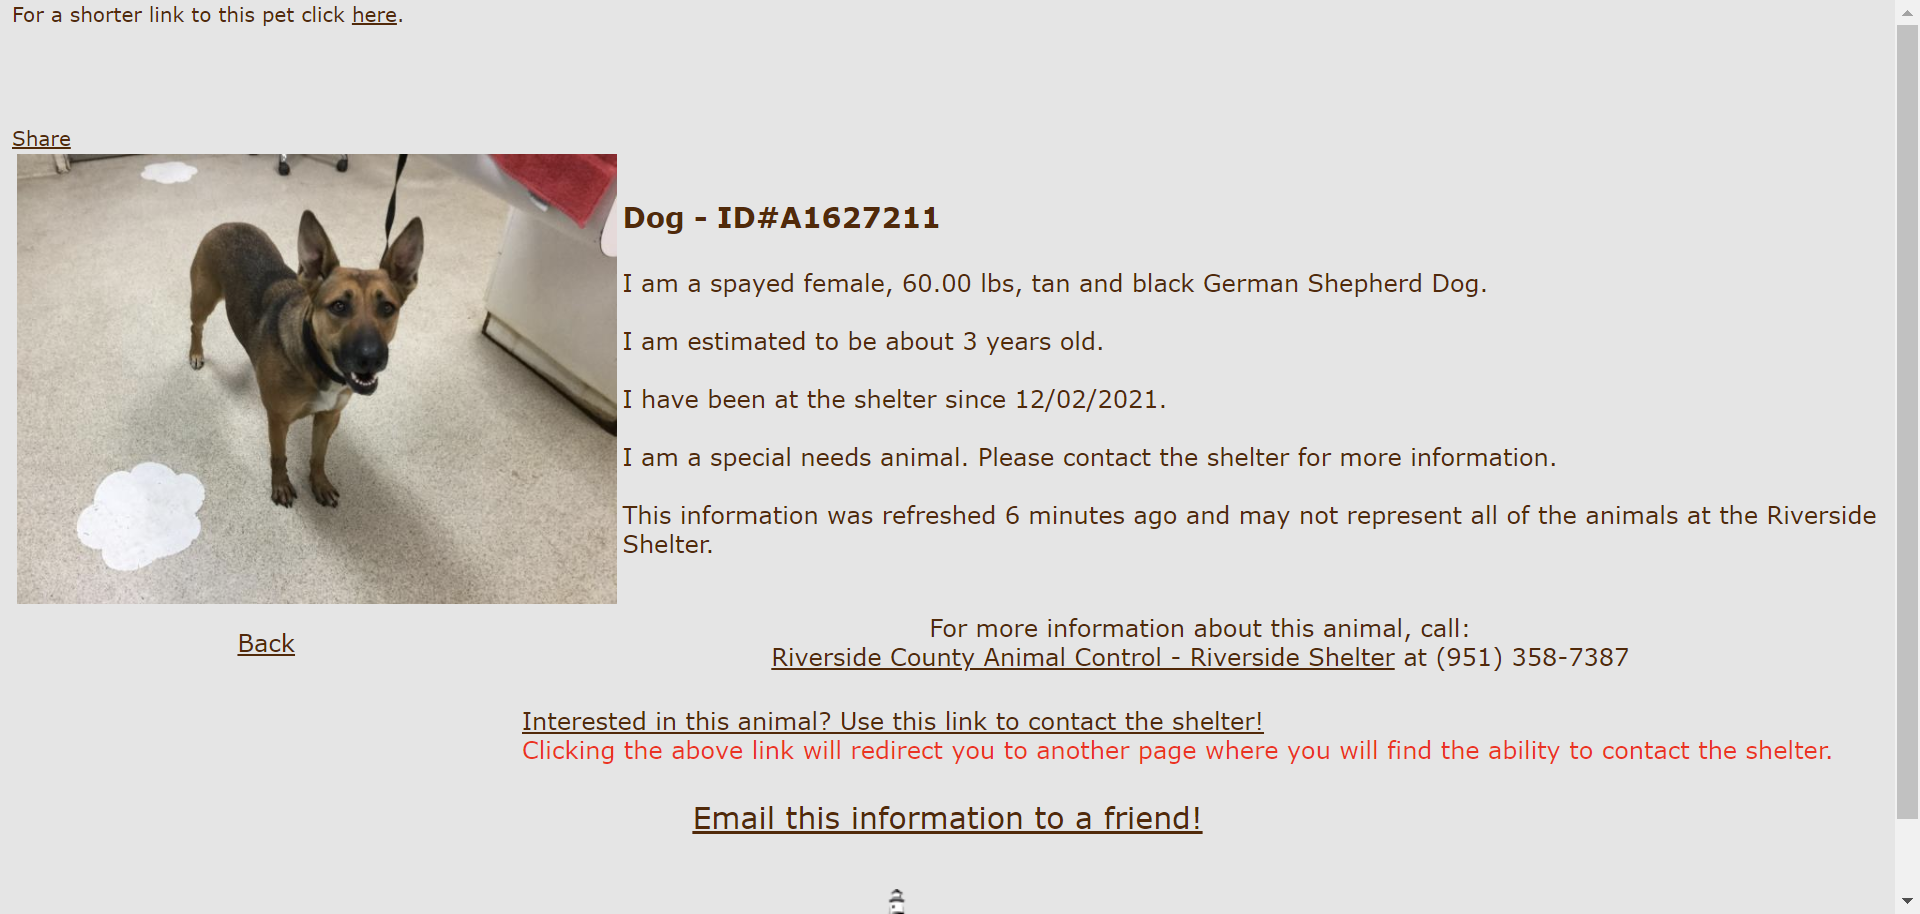 For a shorter link to this pet click here.
Share
Dog - ID#A1627211
I am a spayed female, 60.00 lbs, tan and black German Shepherd Dog.
I am estimated to be about 3 years old.
I have been at the shelter since 12/02/2021.
I am a special needs animal. Please contact the shelter for more information.
This information was refreshed 6 minutes ago and may not represent all of the animals at the Riverside
Shelter.
Back
For more information about this animal, call:
Riverside County Animal Control - Riverside Shelter at (951) 358-7387
Interested in this animal? Use this link to contact the shelter!
Clicking the above link will redirect you to another page where you will find the ability to contact the shelter.
Email this information to a friend!